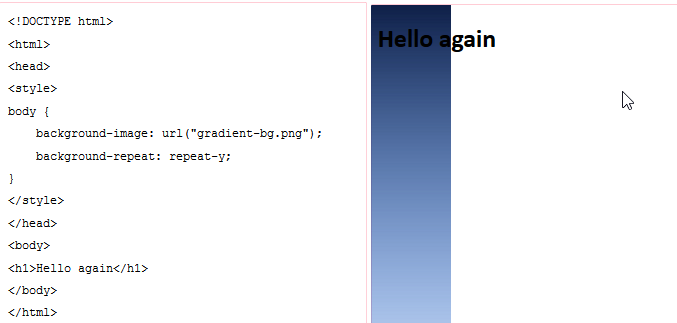 <!DOCTYPE html>
<html>
<head>
<style>
body {
    background-image: url("gradient-bg.png");
    background-repeat: repeat-y;
}
</style>
</head>
<body>
<h1>Hello again</h1>
</body>
</html>
Hello again